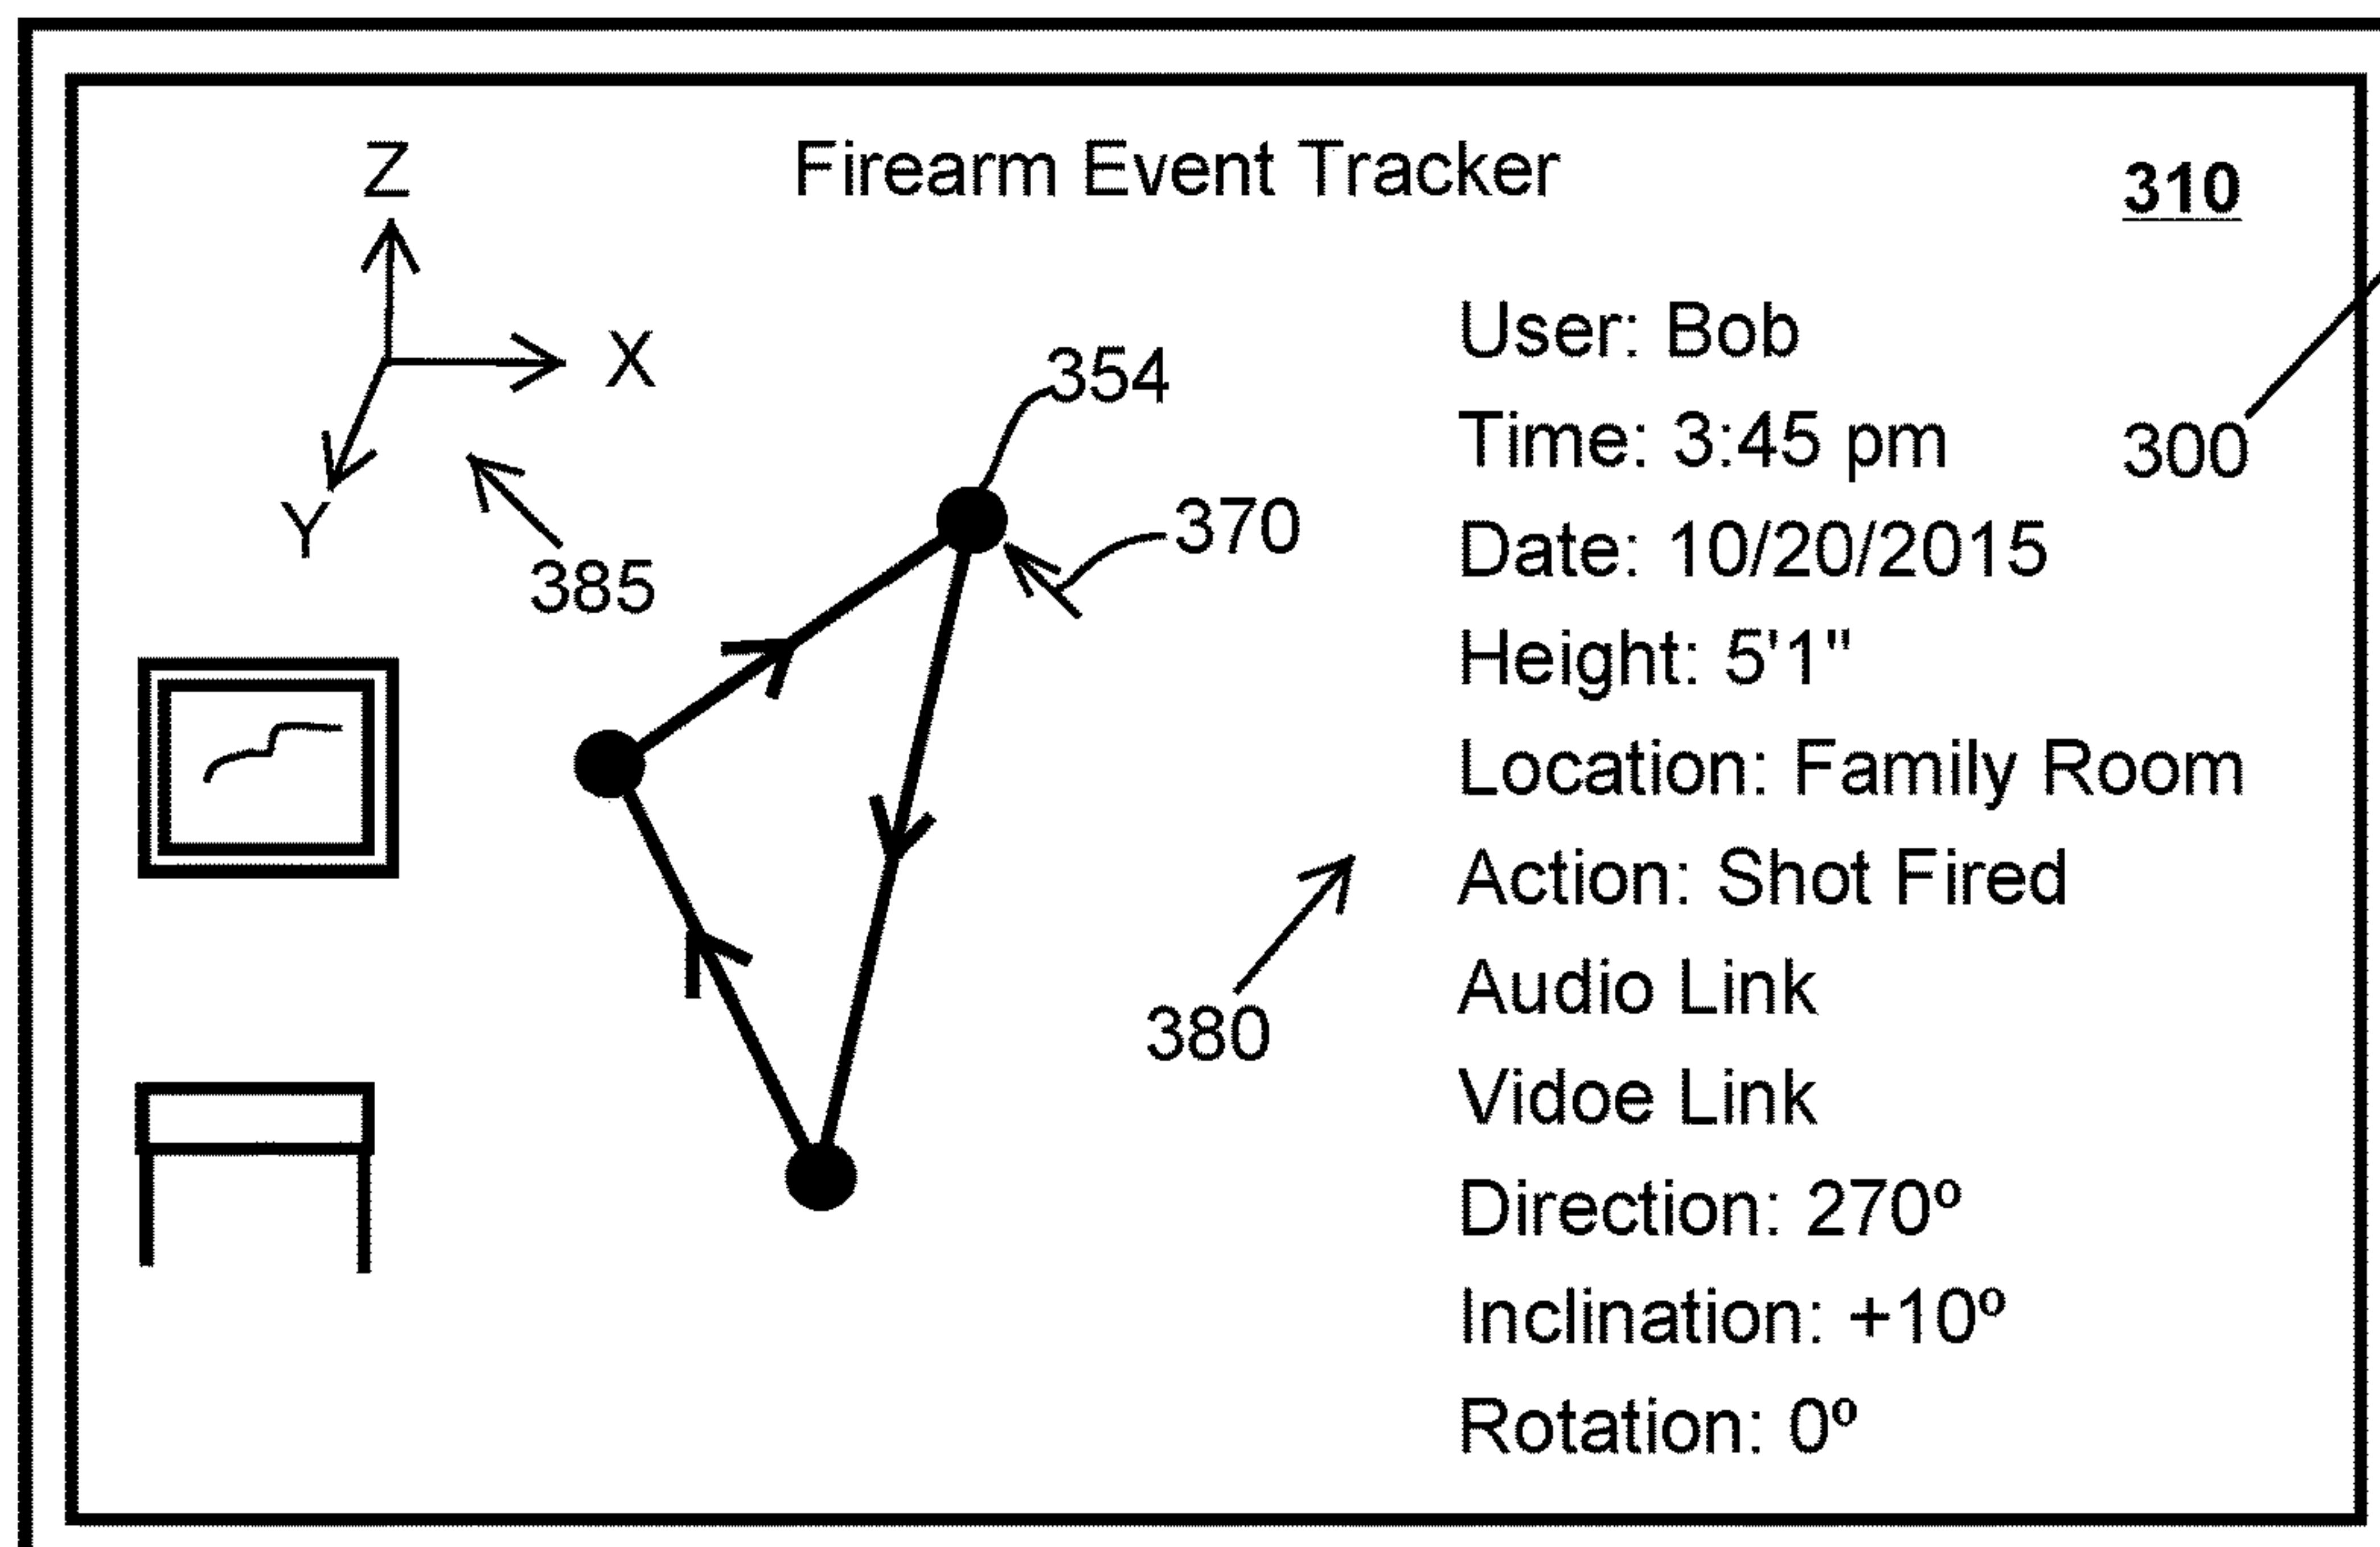 Firearm Event Tracker
310
Z
X
Y
385
354
370
300
380
User: Bob
Time: 3:45 pm
Date: 10/20/2015
Height: 5'1"
Location: Family Room
Action: Shot Fired
Audio Link
Vidoe Link
Direction: 270º
Inclination: +10º
Rotation: 0º